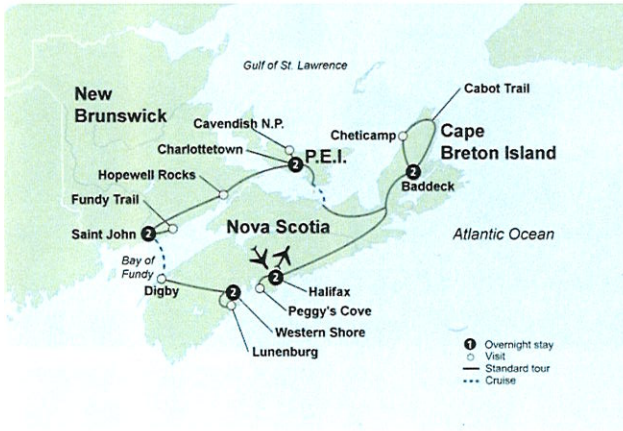 Gulf of St. Lawrence
New
Brunswick
Cabot Trail
Cavendish N.P.
Cheticamp
Cape
Breton Island
Charlottetown
2
P.E.I.
Hopewell Rocks
2
Baddeck
Fundy Trail
Nova Scotia
Saint John
2
Atlantic Ocean
Bay of
Fundy
Digby
2
Halifax
2
Peggy's Cove
Western Shore
Lunenburg
1 Overnight stay
Visit
Standard tour
Cruise